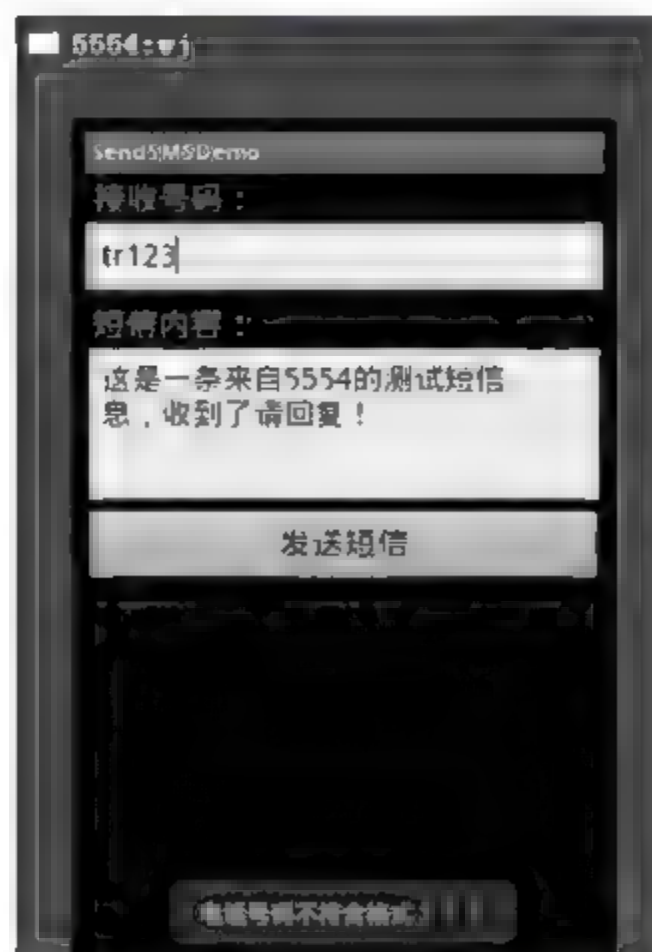 5554:wj
SendSMSDemo
接收号码：
tr123
短信内容：
这是一条来自5554的测试短信
息，收到了请回复！
发送短信
电话号码不符合格式